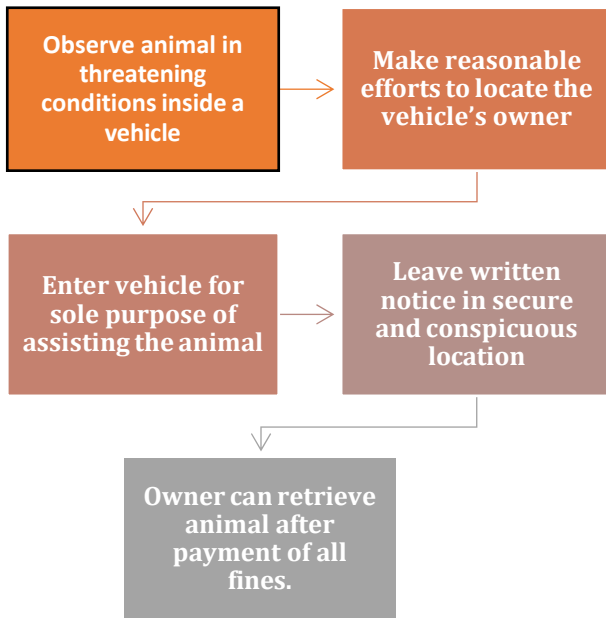 Observe animal in
threatening
conditions inside a
vehicle
Make reasonable
efforts to locate the
vehicle's owner
Enter vehicle for
sole purpose of
assisting the animal
Leave written
notice in secure
and conspicuous
location
Owner can retrieve
animal after
payment of all
fines.